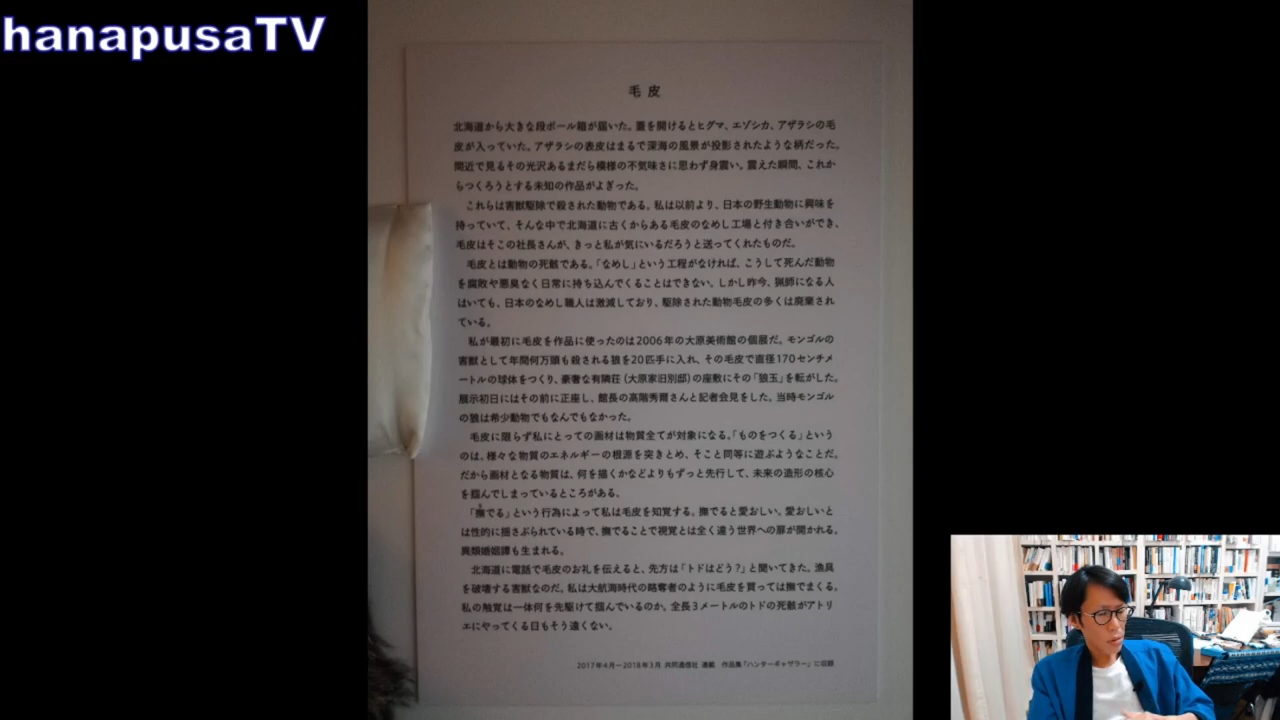 hanapusaTV
毛皮
北海道から大きな段ボール箱が届いた。蓋を開けるとヒグマ、エゾシカ、アザラシの毛
皮が入っていた。アザラシの表皮はまるで深海の風景が投影されたような柄だった。
間近で見るその光沢あるまだら模様の不気味さに思わず身震い。震えた瞬間、これか
らつくろうとする未知の作品がよぎった。
これらは害獣駆除で殺された動物である。私は以前より、日本の野生動物に興味を
持っていて、そんな中で北海道に古くからある毛皮のなめし工場と付き合いができ、
毛皮はそこの社長さんが、きっと私が気にいるだろうと送ってくれたものだ。
毛皮とは動物の死骸である。「なめし」という工程がなければ、こうして死んだ動物
を腐敗や悪臭なく日常に持ち込んでくることはできない。しかし昨今、猟師になる人
はいても、日本のなめし職人は激減しており、駆除された動物毛皮の多くは廃棄され
ている。
私が最初に毛皮を作品に使ったのは2006年の大原美術館の個展だ。モンゴルの
害獣として年間何万頭も殺される狼を20匹手に入れ、その毛皮で直径170センチメ
ートルの球体をつくり、豪奢な有隣荘（大原家旧別邸）の座敷にその「狼玉」を転がした。
展示初日にはその前に正座し、館長の高階秀爾さんと記者会見をした。当時モンゴル
の狼は希少動物でもなんでもなかった。
毛皮に限らず私にとっての画材は物質全てが対象になる。「ものをつくる」という
のは、様々な物質のエネルギーの根源を突きとめ、そこと同等に遊ぶようなことだ。
だから画材となる物質は、何を描くかなどよりもずっと先行して、未来の造形の核心
を掴んでしまっているところがある。
「撫でる」という行為によって私は毛皮を知覚する。撫でると愛おしい。愛おしいと
は性的に揺さぶられている時で、撫でることで視覚とは全く違う世界への扉が開かれる。
異類婚姻譚も生まれる。
北海道に電話で毛皮のお礼を伝えると、先方は「トドはどう？」と聞いてきた。漁具
を破壊する害獣なのだ。私は大航海時代の略奪者のように毛皮を買っては撫でまくる。
私の触覚は一体何を先駆けて掴んでいるのか。全長3メートルのトドの死骸がアトリ
エにやってくる日もそう遠くない。
2017年4月－2018年3月 共同通信社 連載 作品集「ハンターギャザラー」に収録